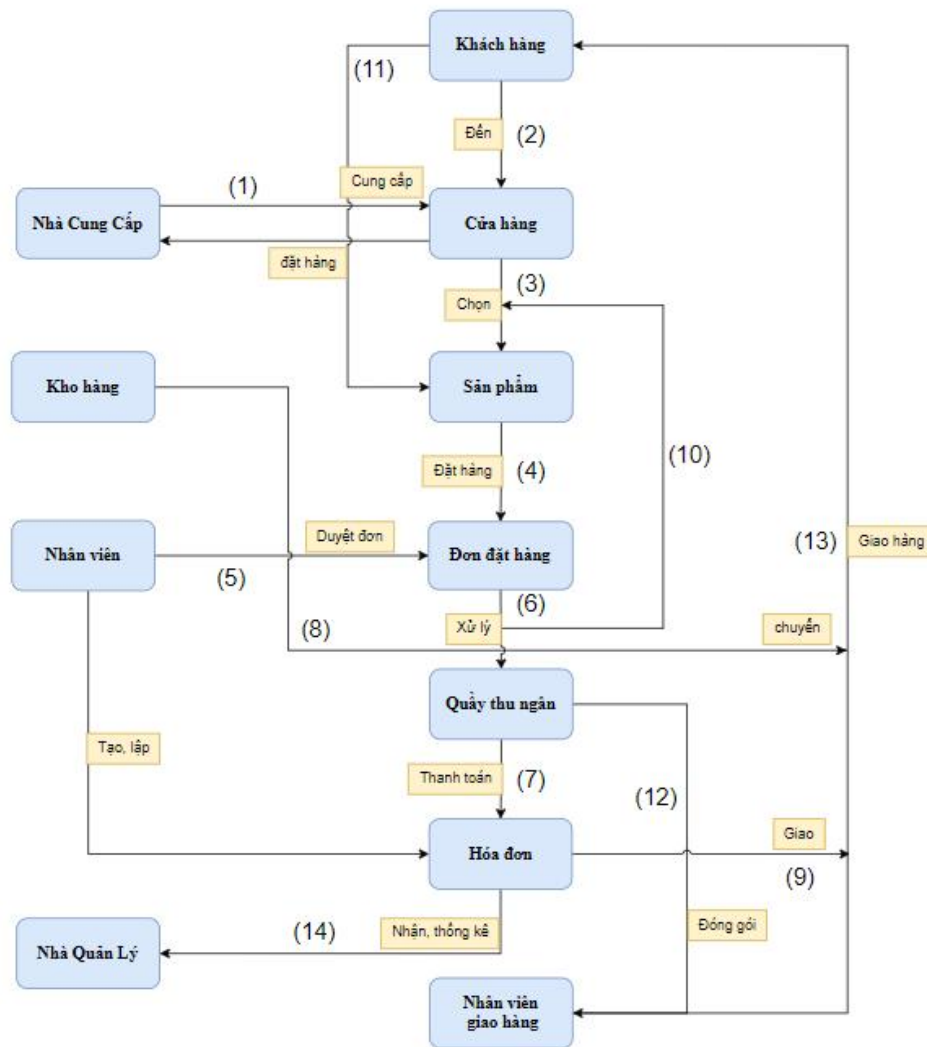 Khách hàng
(11)
Đến
(2)
(1)
Cung cấp
Nhà Cung Cấp
Cửa hàng
đặt hàng
(3)
Chọn
Kho hàng
Sản phẩm
(10)
Đặt hàng
(4)
Duyệt đơn
Nhân viên
Đơn đặt hàng
(13)
Giao hàng
(5)
(6)
(8)
Xử lý
chuyển
Quầy thu ngân
Tạo, lập
Thanh toán
(7)
(12)
Giao
Hóa đơn
(9)
(14)
Nhận, thống kê
Đóng gói
Nhà Quản Lý
Nhân viên
giao hàng